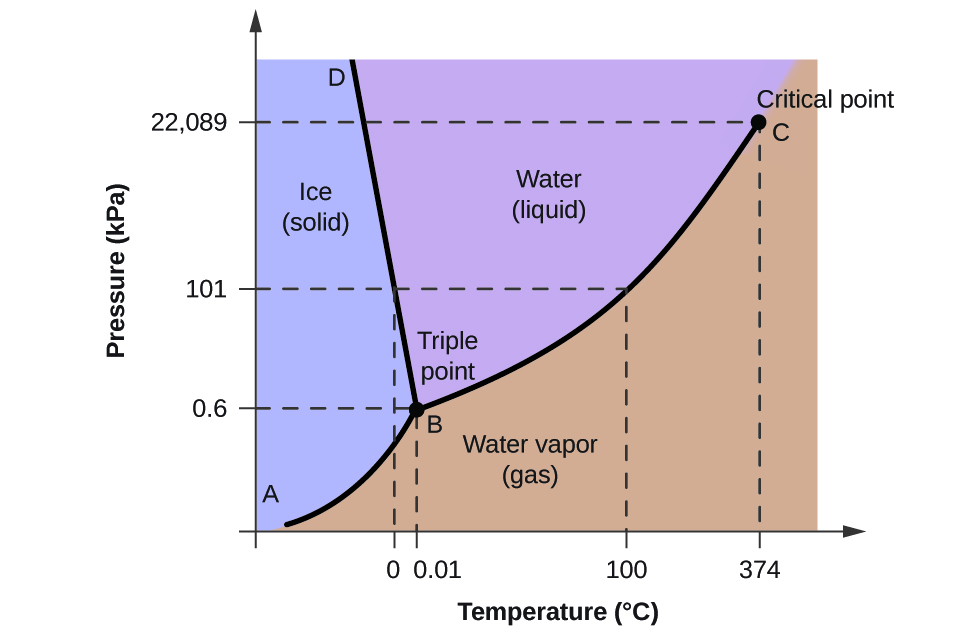 D
Critical point
22,089
C
Ice
(solid)
Water
(liquid)
Pressure (kPa)
101
Triple
point
0.6
B
Water vapor
(gas)
A
0 0.01 100 374
Temperature (°C)